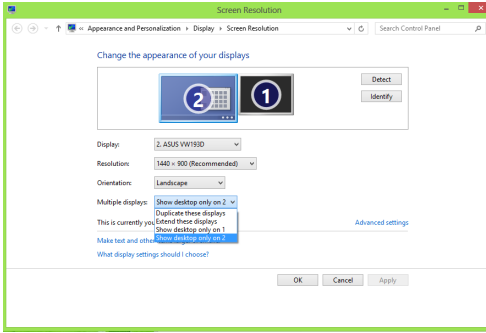 Screen Resolution
« Appearance and Personalization ▸ Display ▸ Screen Resolution
Search Control Panel
Change the appearance of your displays
2
1
Detect
Identify
Display: 2. ASUS VW193D
Resolution: 1440 × 900 (Recommended)
Orientation: Landscape
Multiple displays: Show desktop only on 2
Duplicate these displays
This is currently you
Extend these displays
Advanced settings
Show desktop only on 1
Make text and othe
Show desktop only on 2
What display settings should I choose?
OK Cancel Apply